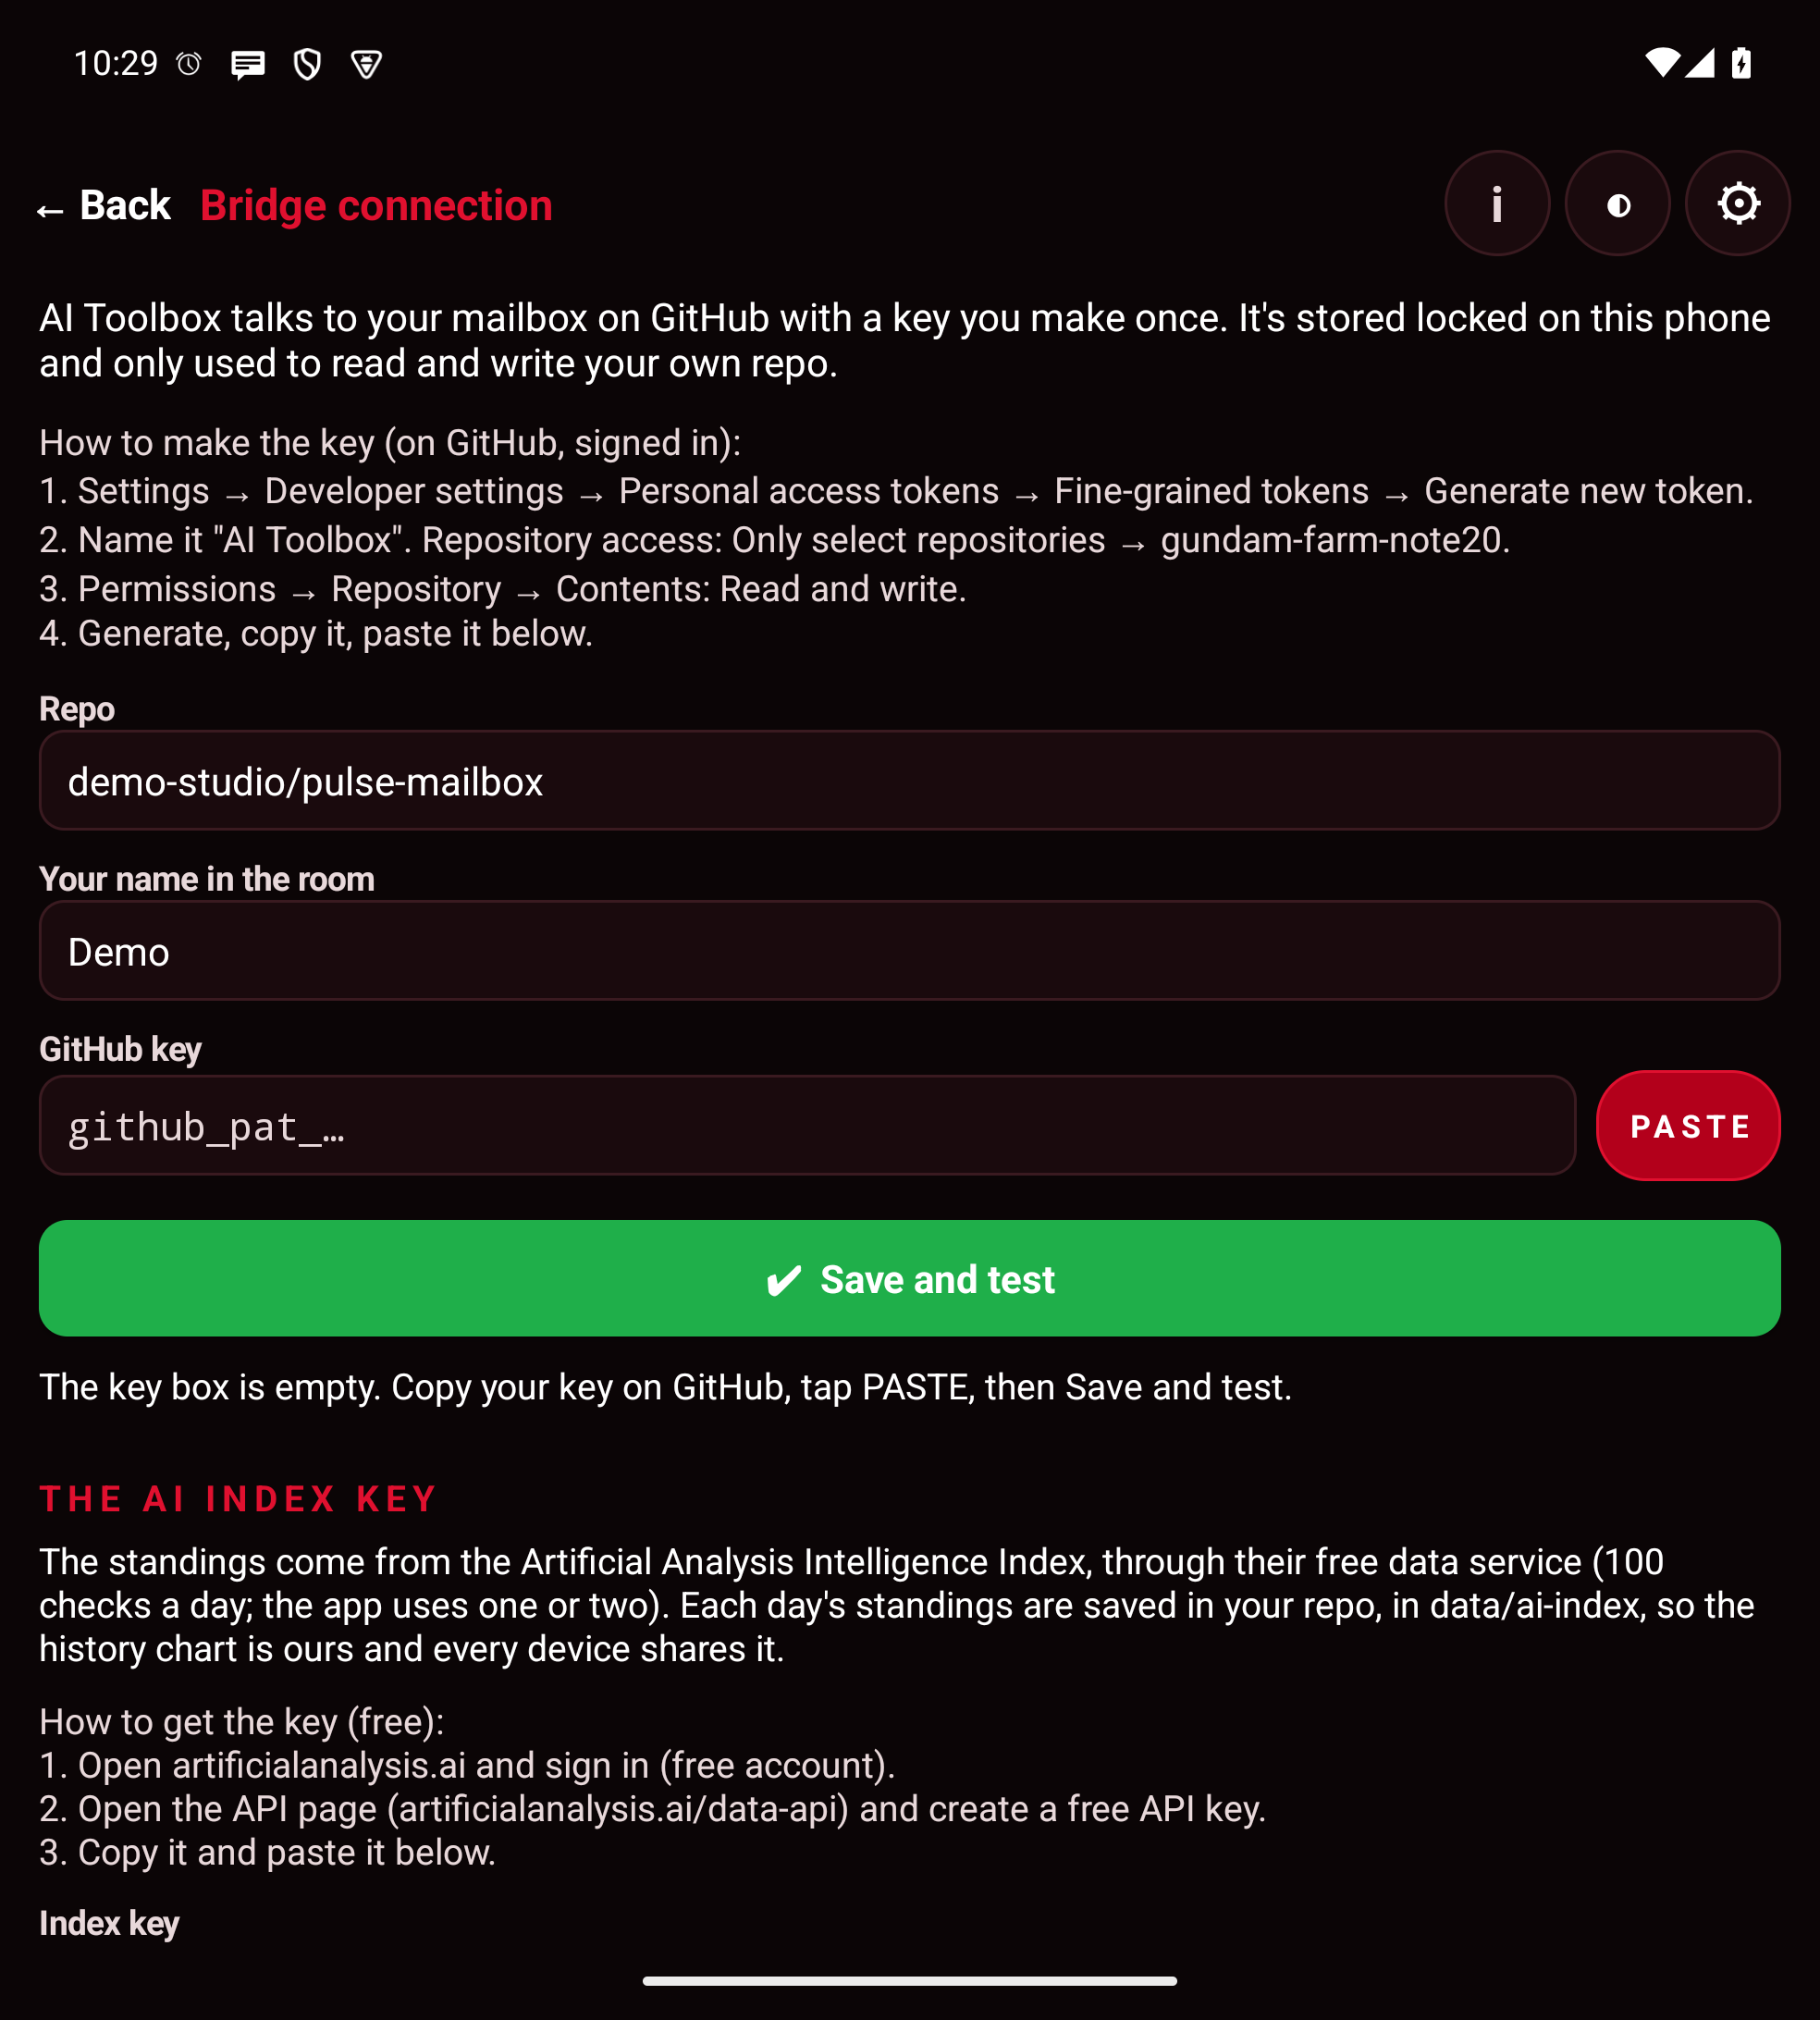 10:29
← Back Bridge connection
i
AI Toolbox talks to your mailbox on GitHub with a key you make once. It's stored locked on this phone
and only used to read and write your own repo.
How to make the key (on GitHub, signed in):
1. Settings → Developer settings → Personal access tokens → Fine-grained tokens → Generate new token.
2. Name it "AI Toolbox". Repository access: Only select repositories → gundam-farm-note20.
3. Permissions → Repository → Contents: Read and write.
4. Generate, copy it, paste it below.
Repo
demo-studio/pulse-mailbox
Your name in the room
Demo
GitHub key
github_pat_…
PASTE
✔ Save and test
The key box is empty. Copy your key on GitHub, tap PASTE, then Save and test.
THE AI INDEX KEY
The standings come from the Artificial Analysis Intelligence Index, through their free data service (100
checks a day; the app uses one or two). Each day's standings are saved in your repo, in data/ai-index, so the
history chart is ours and every device shares it.
How to get the key (free):
1. Open artificialanalysis.ai and sign in (free account).
2. Open the API page (artificialanalysis.ai/data-api) and create a free API key.
3. Copy it and paste it below.
Index key